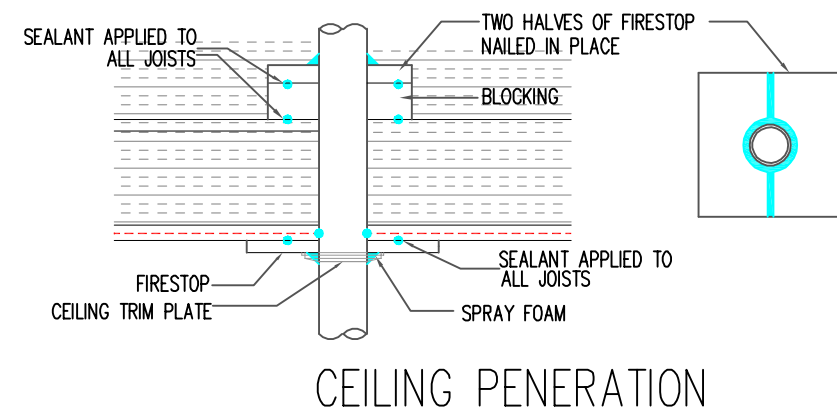 SEALANT APPLIED TO
ALL JOISTS
TWO HALVES OF FIRESTOP
NAILED IN PLACE
BLOCKING
SEALANT APPLIED TO
ALL JOISTS
FIRESTOP
CEILING TRIM PLATE
SPRAY FOAM
CEILING PENERATION